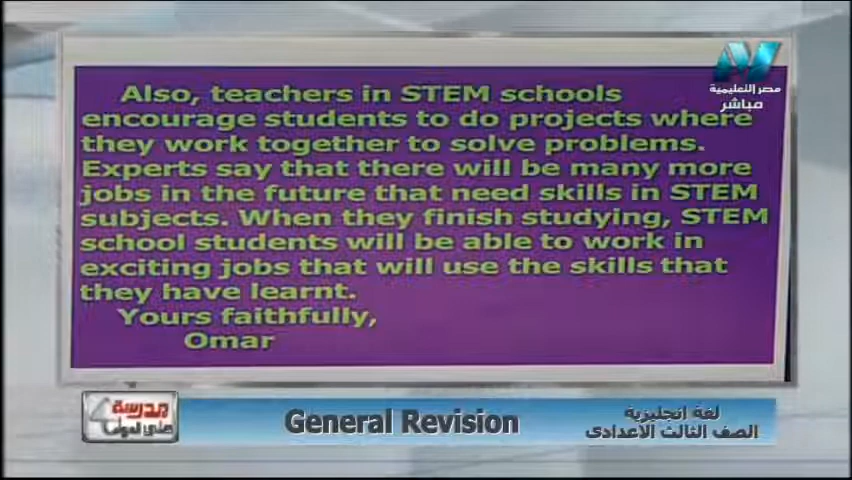 مصر التعليمية
مباشر
Also, teachers in STEM schools
encourage students to do projects where
they work together to solve problems.
Experts say that there will be many more
jobs in the future that need skills in STEM
subjects. When they finish studying, STEM
school students will be able to work in
exciting jobs that will use the skills that
they have learnt.
Yours faithfully,
Omar
مدرسة
على الهواء
General Revision
لغة انجليزية
الصف الثالث الاعدادى